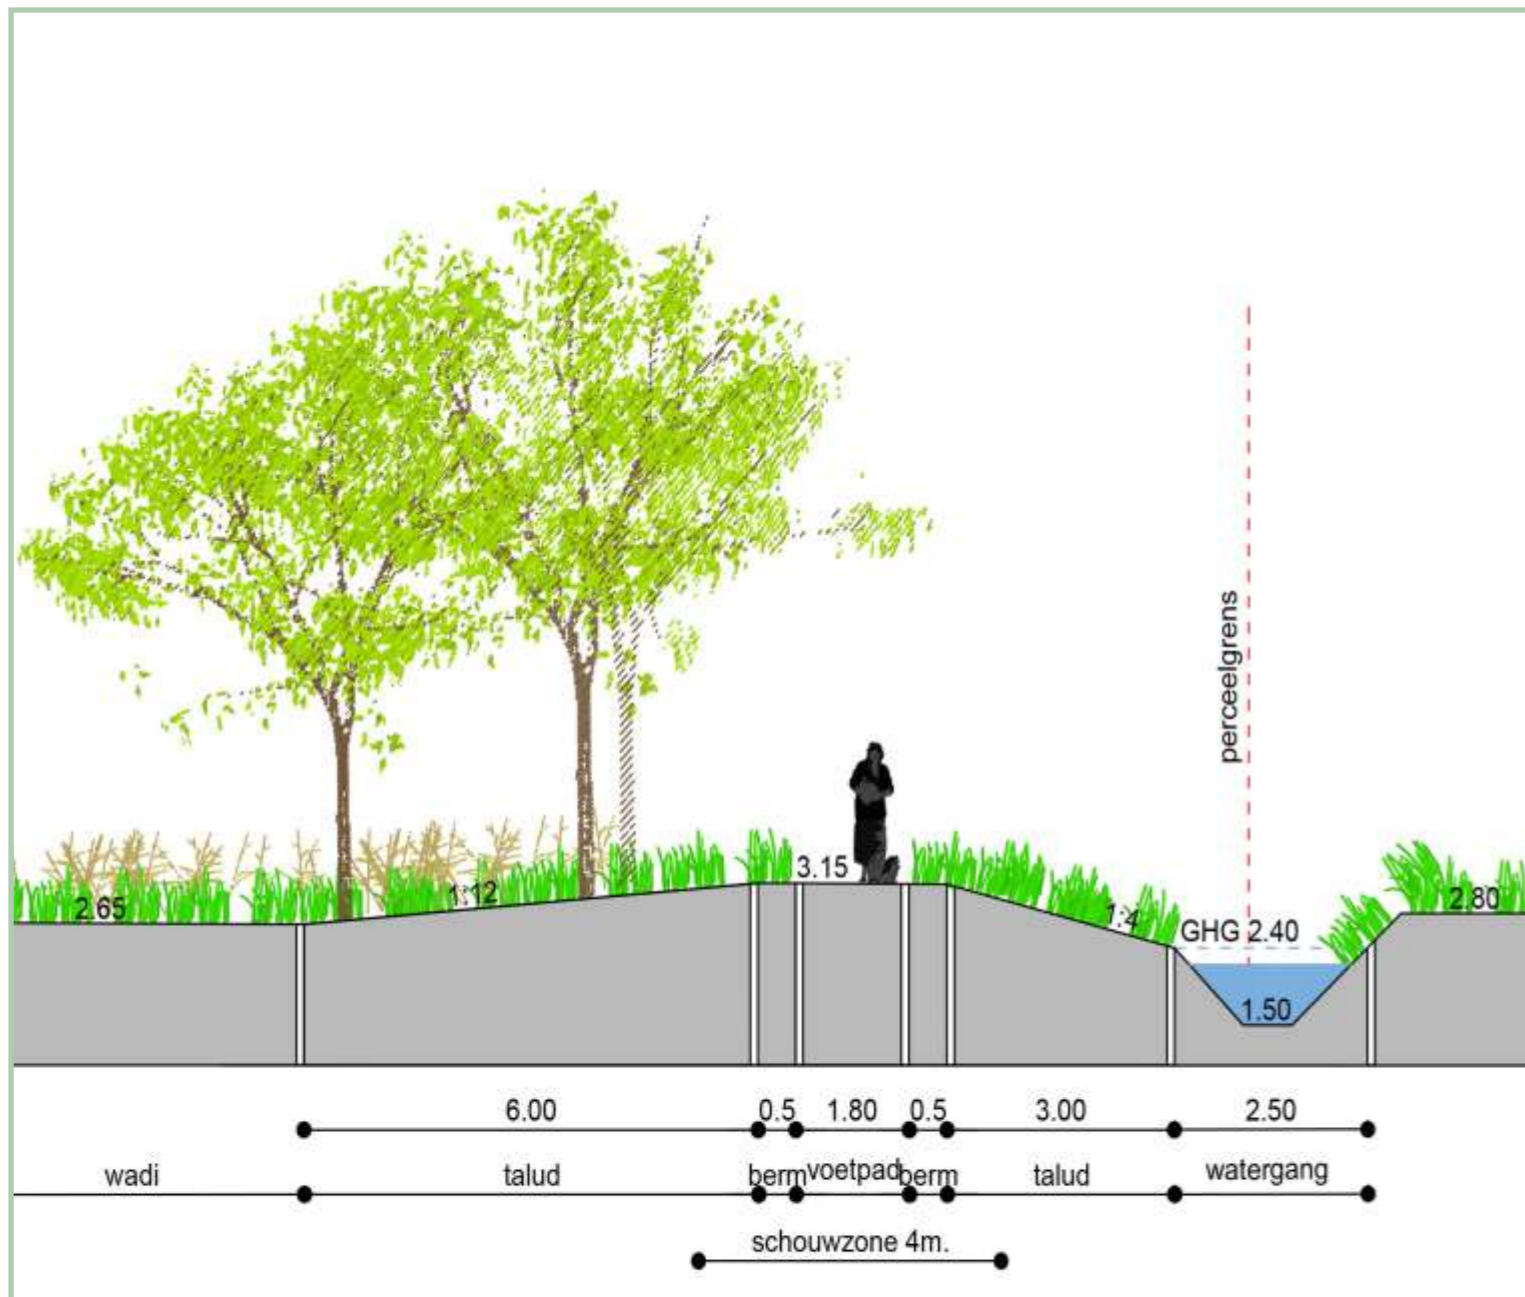 perceelgrens
3.15
1:12
2.65
1:4
2.80
GHG 2.40
1.50
6.00 0.5 1.80 0.5 3.00 2.50
wadi talud berm voetpad berm talud watergang
schouwzone 4m.